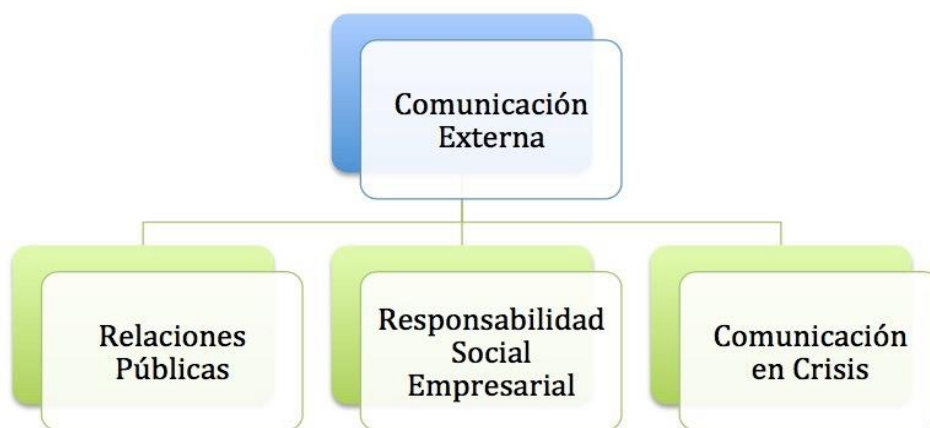 Comunicación
Externa
Relaciones
Públicas
Responsabilidad
Social
Empresarial
Comunicación
en Crisis